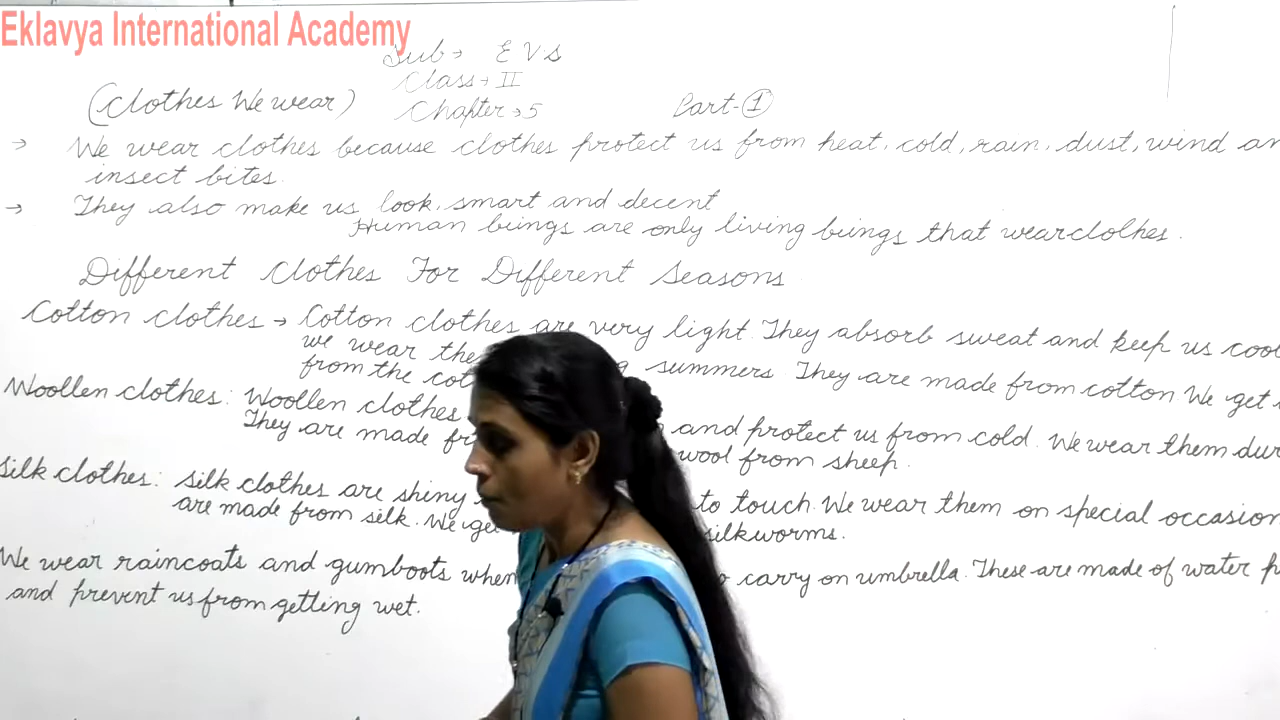 Eklavya International Academy
Sub → E V S
Class → II
(Clothes We wear)
Chapter → 5
Part - 1
→ We wear clothes because clothes protect us from heat, cold, rain, dust, wind
insect bites.
→ They also make us look, smart and decent
Human beings are only living beings that wear clothes.
Different Clothes For Different Seasons
Cotton clothes → Cotton clothes are very light. They absorb sweat and keep us cool
we wear summers. They are made from cotton. We get
from the
Woollen clothes: Woollen clothes and protect us from cold. We wear them
They are made wool from sheep.
Silk clothes: Silk clothes are shiny to touch. We wear them on special occasion
are made from silk. We get silkworms.
We wear raincoats and gumboots when carry on umbrella. These are made of water
and prevent us from getting wet.